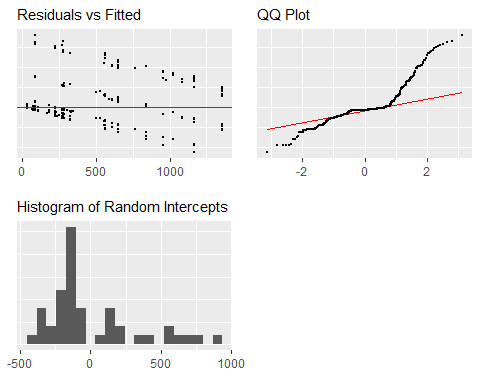 Residuals vs Fitted
QQ Plot
0 500 1000
-2 0 2
Histogram of Random Intercepts
-500 0 500 1000